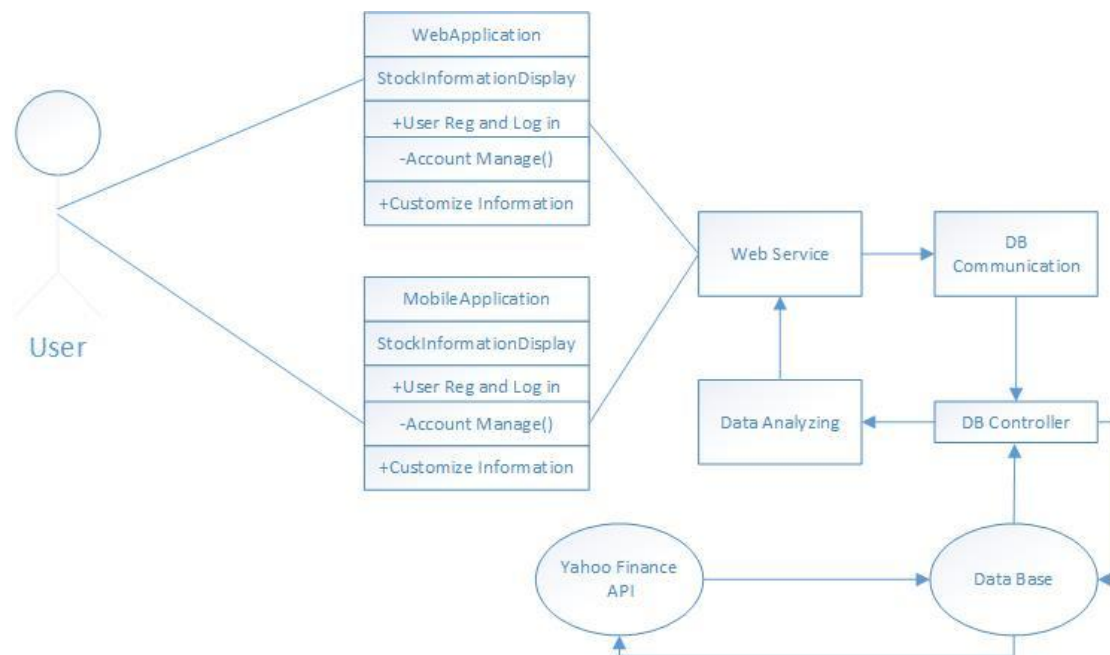 WebApplication
StockInformationDisplay
+User Reg and Log in
-Account Manage()
+Customize Information
User
MobileApplication
StockInformationDisplay
+User Reg and Log in
-Account Manage()
+Customize Information
Web Service
DB
Communication
Data Analyzing
DB Controller
Yahoo Finance
API
Data Base